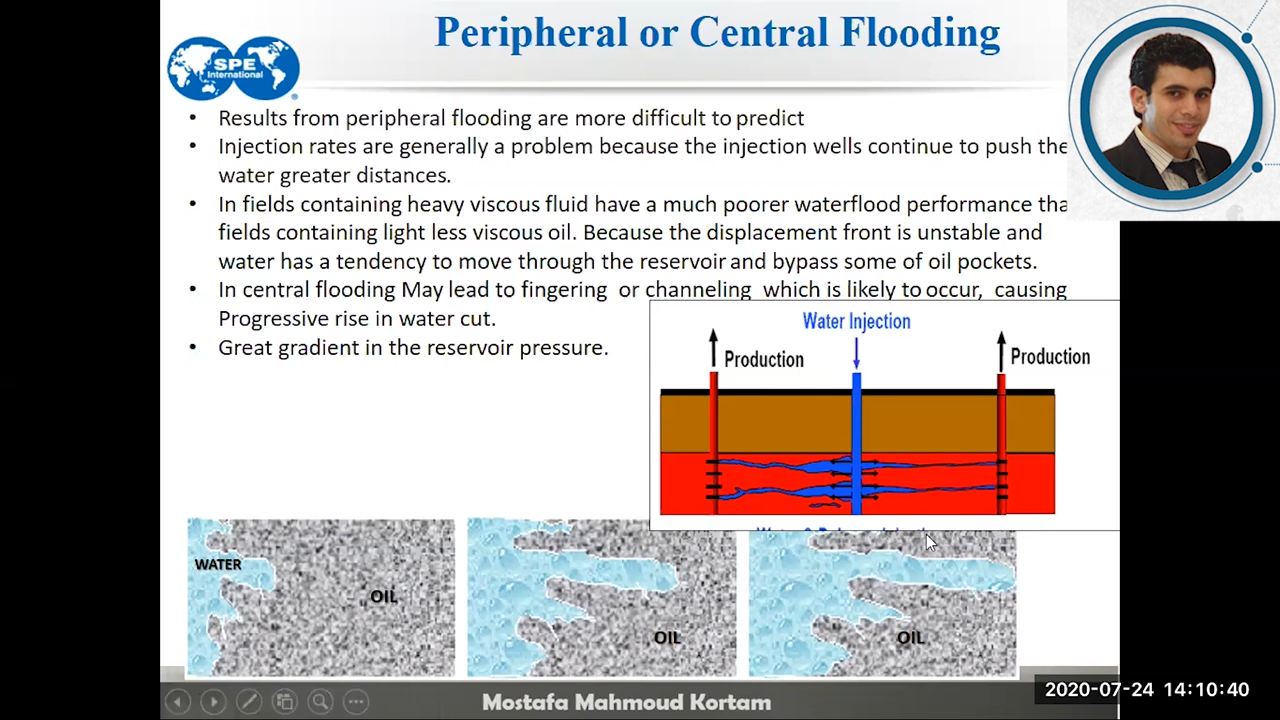 Peripheral or Central Flooding
SPE
International
• Results from peripheral flooding are more difficult to predict
• Injection rates are generally a problem because the injection wells continue to push the
water greater distances.
• In fields containing heavy viscous fluid have a much poorer waterflood performance tha
fields containing light less viscous oil. Because the displacement front is unstable and
water has a tendency to move through the reservoir and bypass some of oil pockets.
• In central flooding May lead to fingering or channeling which is likely to occur, causing
Progressive rise in water cut.
• Great gradient in the reservoir pressure.
Water Injection
Production
Production
WATER
OIL
OIL
OIL
Mostafa Mahmoud Kortam
2020-07-24 14:10:40